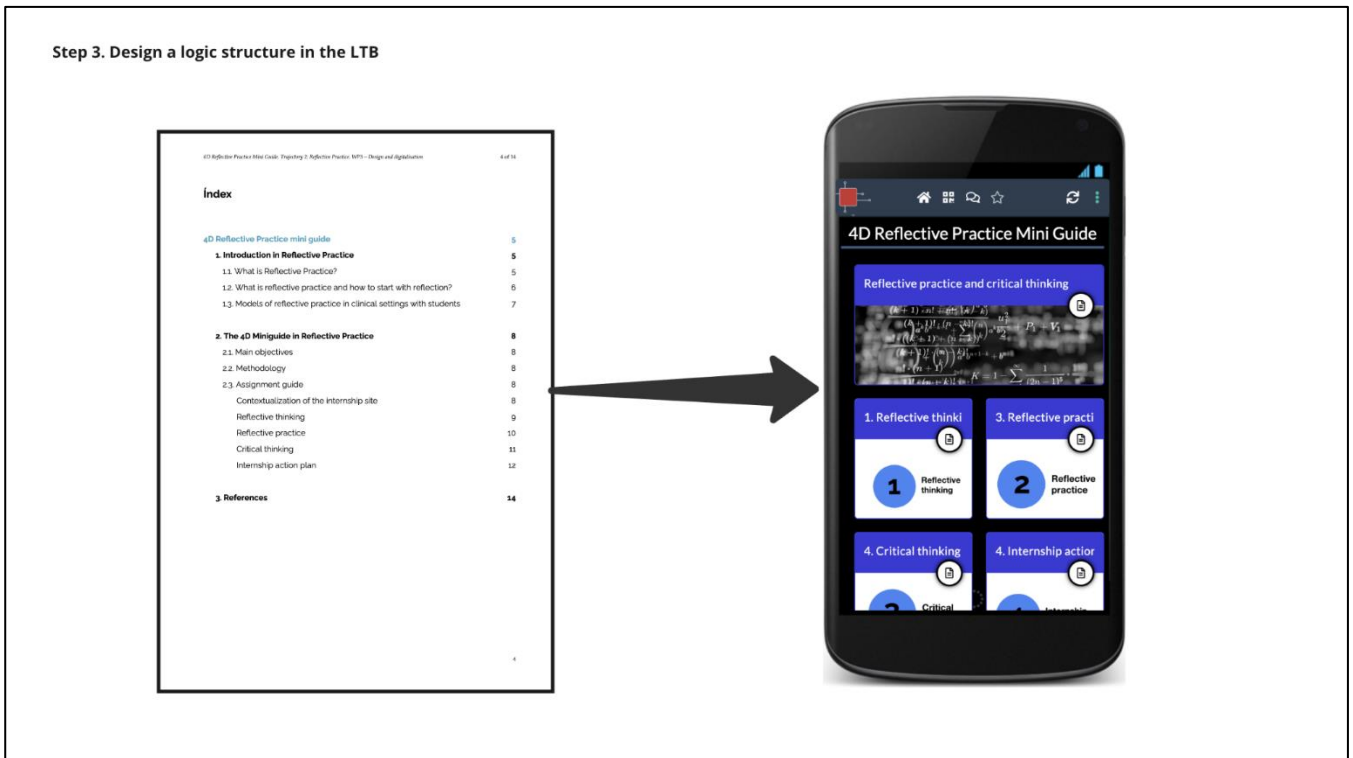 Step 3. Design a logic structure in the LTB
4D Reflective Practice Mini Guide. Trajectory 2: Reflective Practice. WP3 – Design and digitalisation 4 of 14
Índex
4D Reflective Practice mini guide 5
1. Introduction in Reflective Practice 5
1.1. What is Reflective Practice? 5
1.2. What is reflective practice and how to start with reflection? 6
1.3. Models of reflective practice in clinical settings with students 7
2. The 4D Miniguide in Reflective Practice 8
2.1. Main objectives 8
2.2. Methodology 8
2.3. Assignment guide 8
Contextualization of the internship site 8
Reflective thinking 9
Reflective practice 10
Critical thinking 11
Internship action plan 12
3. References 14
4
4D Reflective Practice Mini Guide
Reflective practice and critical thinking
1. Reflective thinki
1 Reflective
thinking
3. Reflective practi
2 Reflective
practice
4. Critical thinking
Critical
4. Internship action